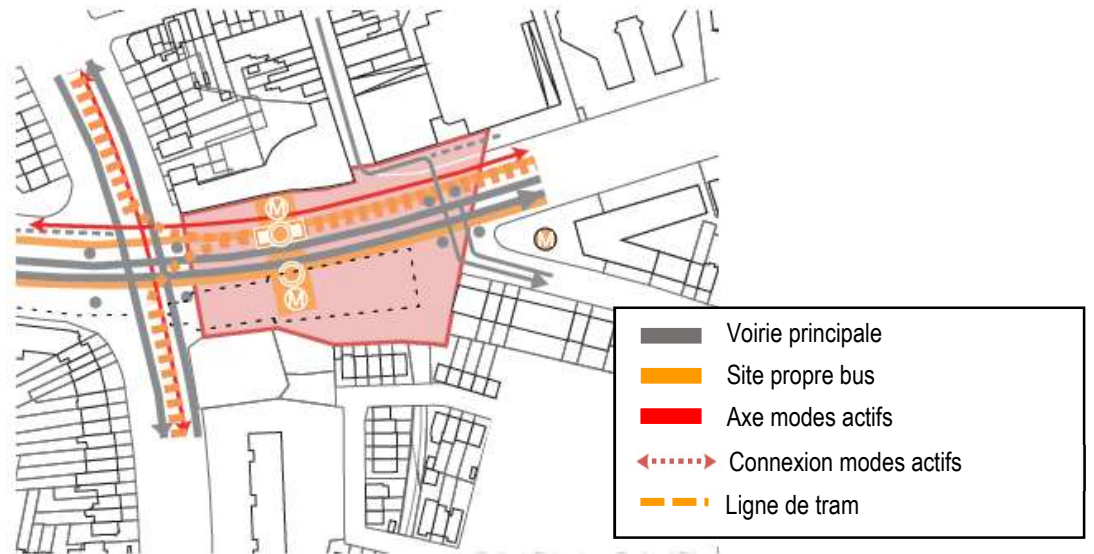 M
M
M
Voirie principale
Site propre bus
Axe modes actifs
Connexion modes actifs
Ligne de tram